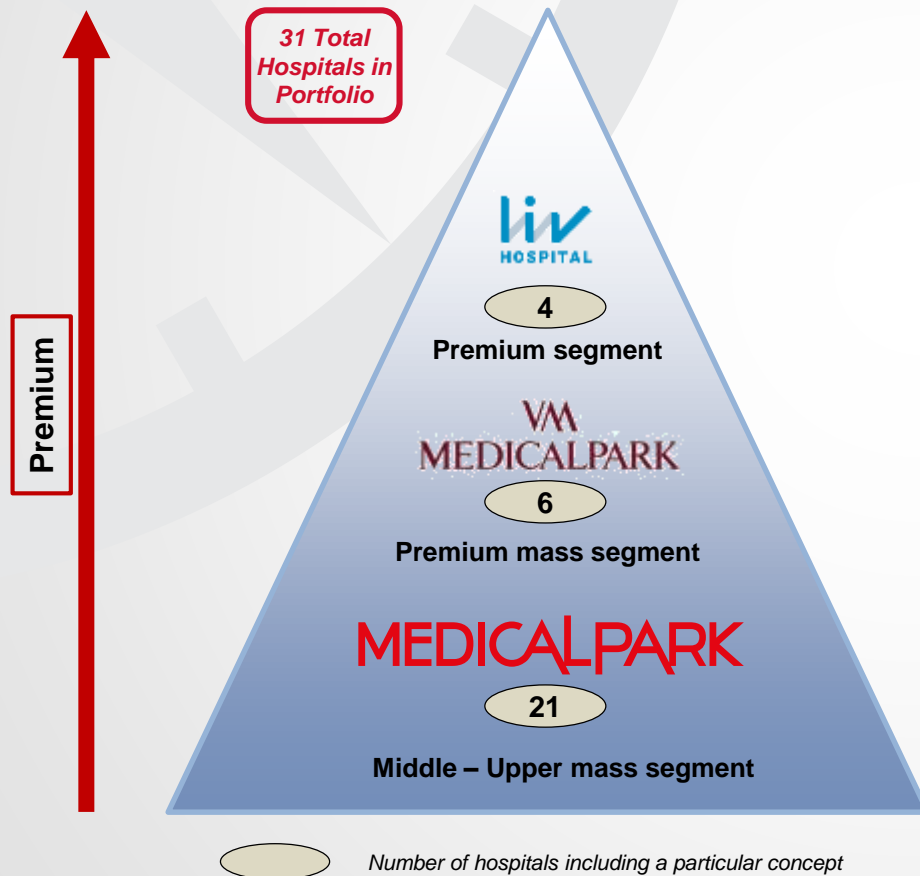 31 Total
Hospitals in
Portfolio
Premium
liv
HOSPITAL
4
Premium segment
VM
MEDICALPARK
6
Premium mass segment
MEDICALPARK
21
Middle – Upper mass segment
Number of hospitals including a particular concept